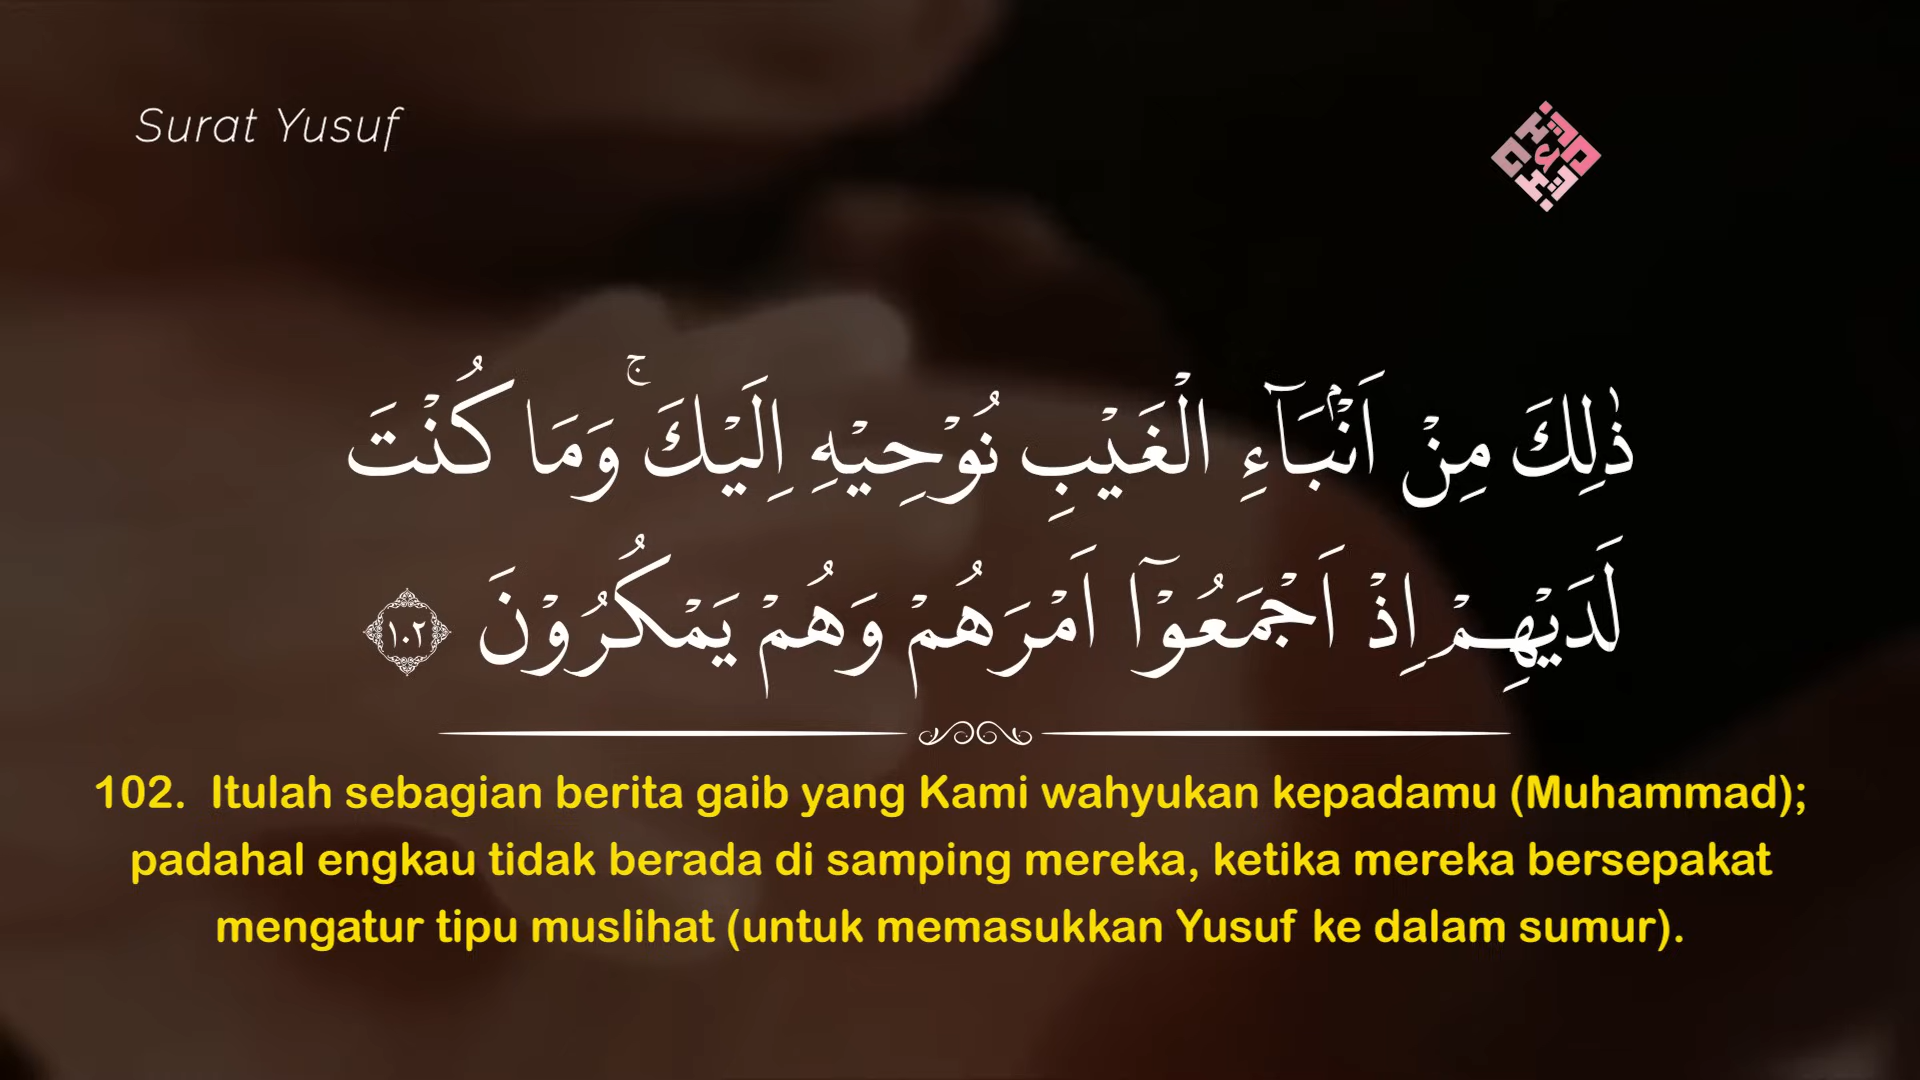 Surat Yusuf
ذٰلِكَ مِنْ اَنْۢبَاۤءِ الْغَيْبِ نُوْحِيْهِ اِلَيْكَۚ وَمَا كُنْتَ
لَدَيْهِمْ اِذْ اَجْمَعُوْٓا اَمْرَهُمْ وَهُمْ يَمْكُرُوْنَ ١٠٢
102. Itulah sebagian berita gaib yang Kami wahyukan kepadamu (Muhammad);
padahal engkau tidak berada di samping mereka, ketika mereka bersepakat
mengatur tipu muslihat (untuk memasukkan Yusuf ke dalam sumur).